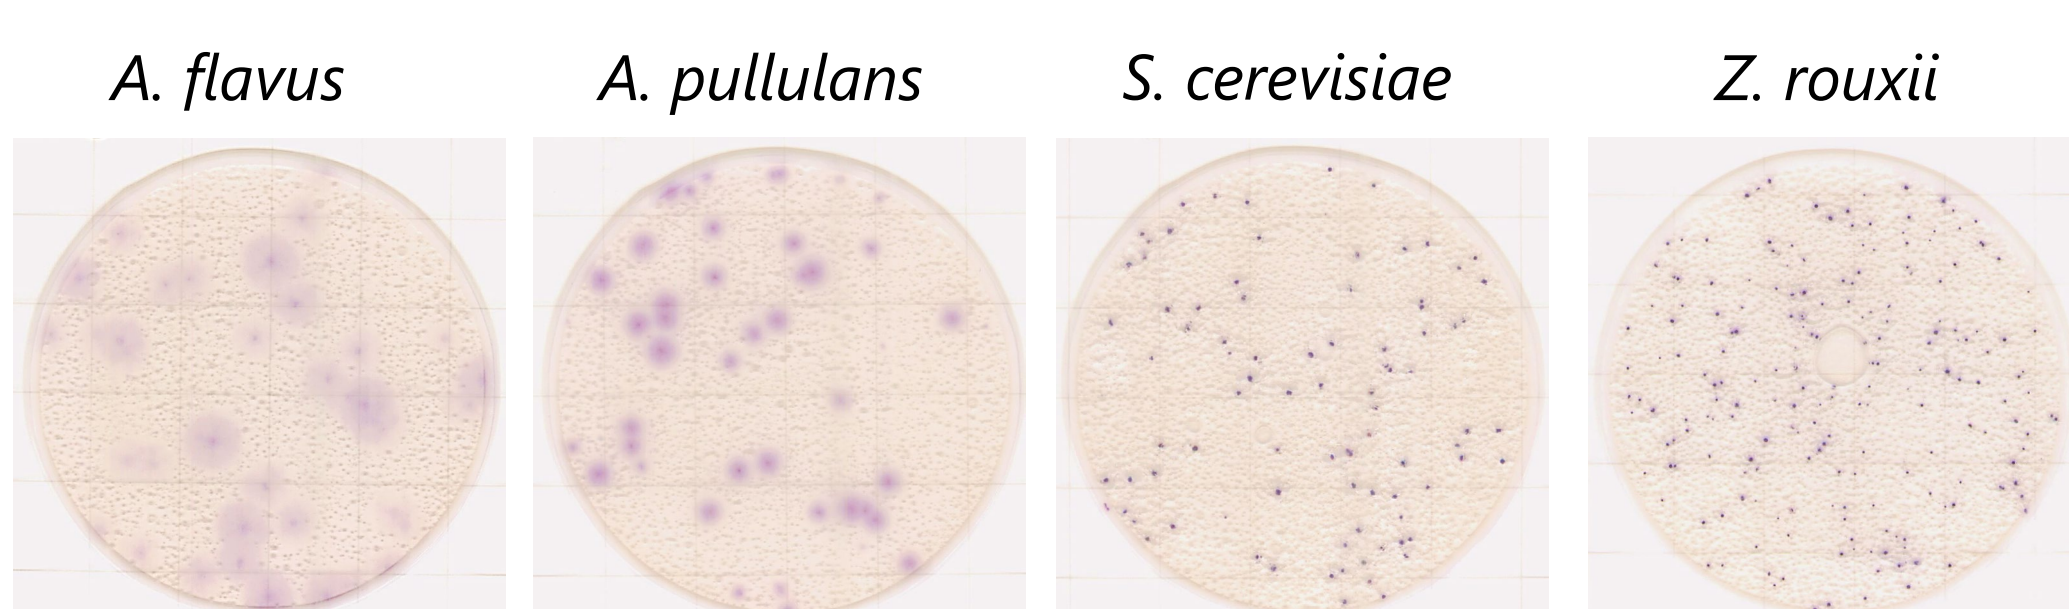 A. flavus
A. pullulans
S. cerevisiae
Z. rouxii